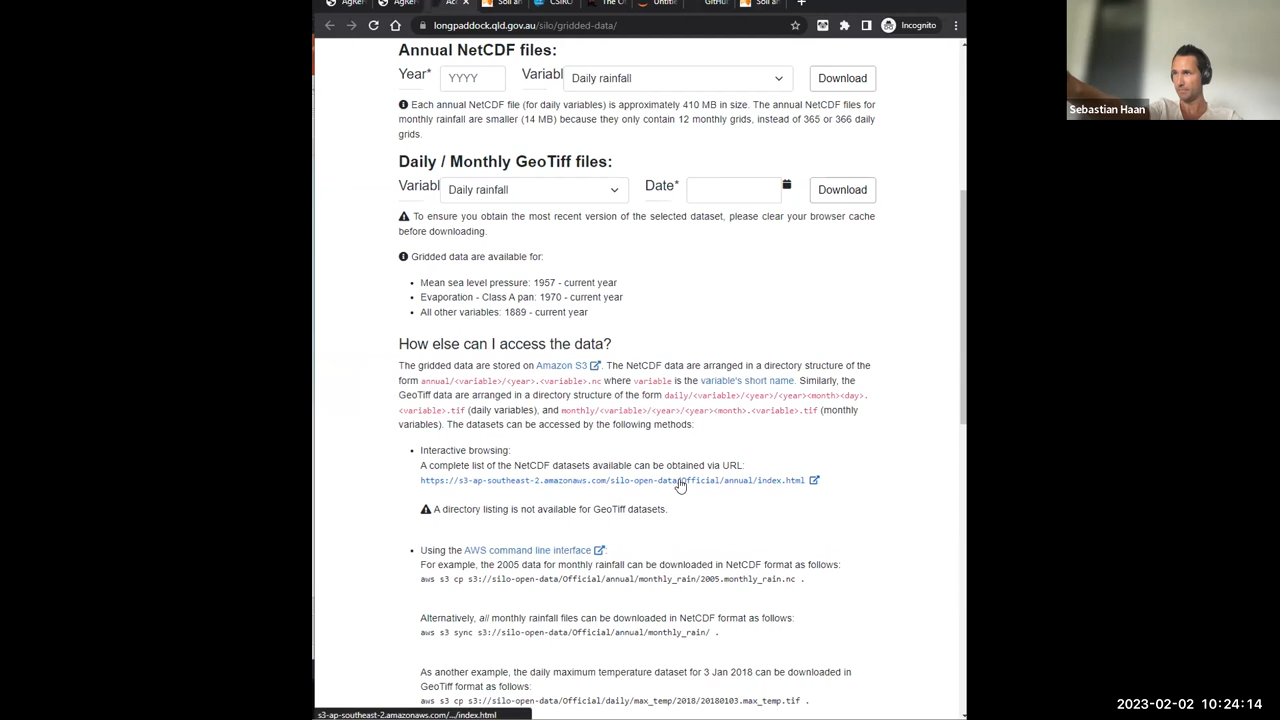 AgReF
AgReF
Soil an
CSIRO
The O
Untitle
GitHub
Soil an
longpaddock.qld.gov.au/silo/gridded-data/
Incognito
Annual NetCDF files:
Year* YYYY Variabl Daily rainfall Download
Each annual NetCDF file (for daily variables) is approximately 410 MB in size. The annual NetCDF files for
monthly rainfall are smaller (14 MB) because they only contain 12 monthly grids, instead of 365 or 366 daily
grids.
Daily / Monthly GeoTiff files:
Variabl Daily rainfall Date* Download
To ensure you obtain the most recent version of the selected dataset, please clear your browser cache
before downloading.
Gridded data are available for:
• Mean sea level pressure: 1957 - current year
• Evaporation - Class A pan: 1970 - current year
• All other variables: 1889 - current year
How else can I access the data?
The gridded data are stored on Amazon S3. The NetCDF data are arranged in a directory structure of the
form annual/<variable>/<year>.<variable>.nc where variable is the variable's short name. Similarly, the
GeoTiff data are arranged in a directory structure of the form daily/<variable>/<year>/<year><month><day>.
<variable>.tif (daily variables), and monthly/<variable>/<year>/<year><month>.<variable>.tif (monthly
variables). The datasets can be accessed by the following methods:
• Interactive browsing:
A complete list of the NetCDF datasets available can be obtained via URL:
https://s3-ap-southeast-2.amazonaws.com/silo-open-data/Official/annual/index.html
A directory listing is not available for GeoTiff datasets.
• Using the AWS command line interface:
For example, the 2005 data for monthly rainfall can be downloaded in NetCDF format as follows:
aws s3 cp s3://silo-open-data/Official/annual/monthly_rain/2005.monthly_rain.nc .
Alternatively, all monthly rainfall files can be downloaded in NetCDF format as follows:
aws s3 sync s3://silo-open-data/Official/annual/monthly_rain/ .
As another example, the daily maximum temperature dataset for 3 Jan 2018 can be downloaded in
GeoTiff format as follows:
aws s3 cp s3://silo-open-data/Official/daily/max_temp/2018/20180103.max_temp.tif .
s3-ap-southeast-2.amazonaws.com/.../index.html
Sebastian Haan
2023-02-02 10:24:14